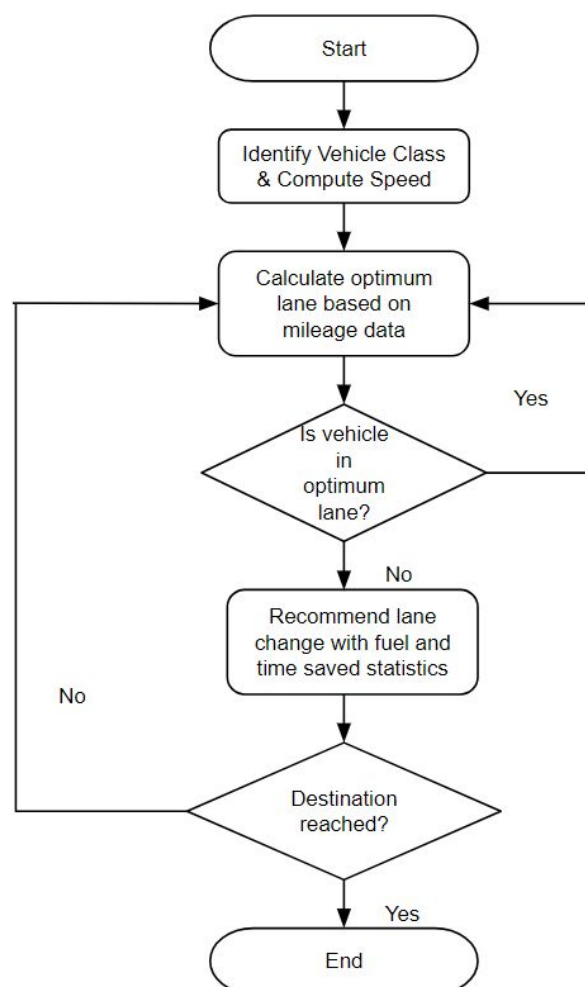 Start
Identify Vehicle Class
& Compute Speed
Calculate optimum
lane based on
mileage data
Yes
Is vehicle
in
optimum
lane?
No
Recommend lane
change with fuel and
time saved statistics
No
Destination
reached?
Yes
End